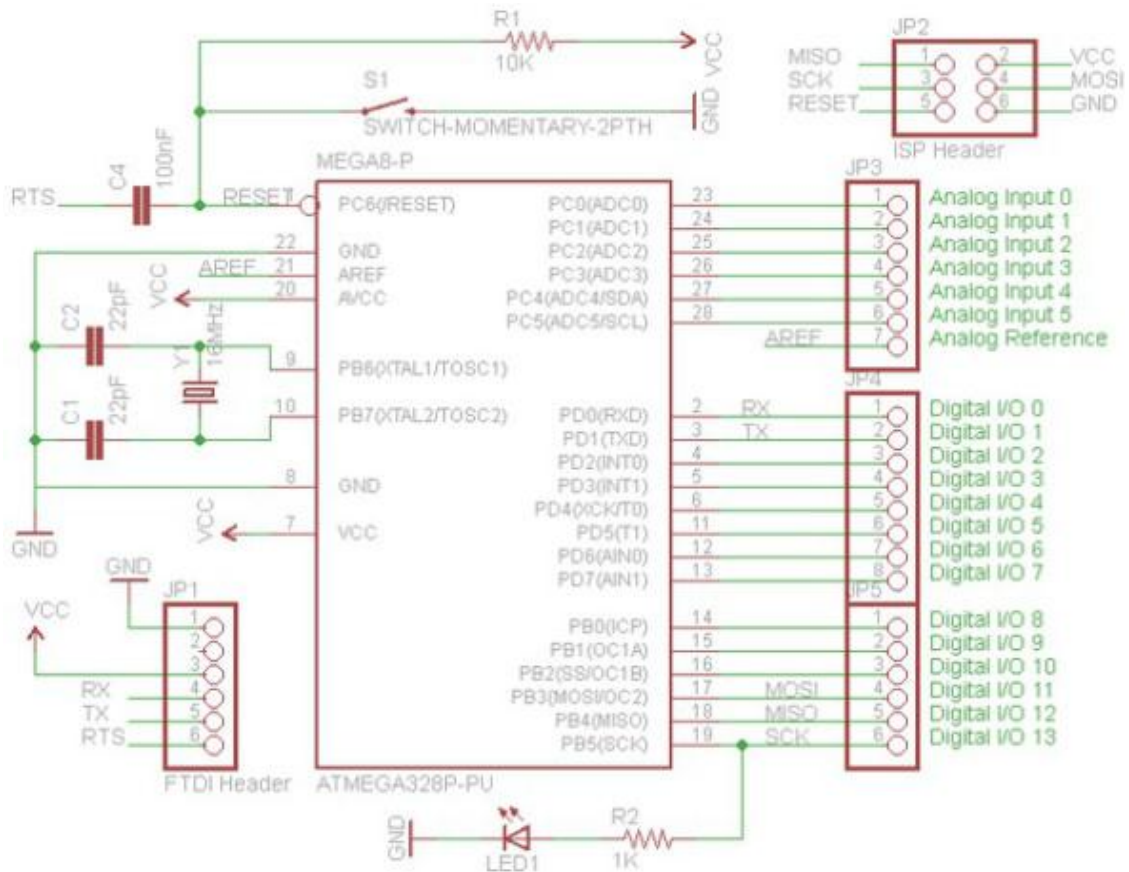 R1
10K
VCC
S1
SWITCH-MOMENTARY-2PTH
GND
JP2
MISO 1 2 VCC
SCK 3 4 MOSI
RESET 5 6 GND
ISP Header
C4
100nF
RTS
MEGA8-P
RESET 1 PC6(/RESET)
22 GND
AREF 21 AREF
VCC 20 AVCC
C2
22pF
Y1
16MHz
9 PB6(XTAL1/TOSC1)
C1
22pF
10 PB7(XTAL2/TOSC2)
8 GND
GND
VCC 7 VCC
PC0(ADC0) 23
PC1(ADC1) 24
PC2(ADC2) 25
PC3(ADC3) 26
PC4(ADC4/SDA) 27
PC5(ADC5/SCL) 28
PD0(RXD) 2 RX
PD1(TXD) 3 TX
PD2(INT0) 4
PD3(INT1) 5
PD4(XCK/T0) 6
PD5(T1) 11
PD6(AIN0) 12
PD7(AIN1) 13
PB0(ICP) 14
PB1(OC1A) 15
PB2(SS/OC1B) 16
PB3(MOSI/OC2) 17 MOSI
PB4(MISO) 18 MISO
PB5(SCK) 19 SCK
ATMEGA328P-PU
JP3
1 Analog Input 0
2 Analog Input 1
3 Analog Input 2
4 Analog Input 3
5 Analog Input 4
6 Analog Input 5
AREF 7 Analog Reference
JP4
1 Digital I/O 0
2 Digital I/O 1
3 Digital I/O 2
4 Digital I/O 3
5 Digital I/O 4
6 Digital I/O 5
7 Digital I/O 6
8 Digital I/O 7
JP5
1 Digital I/O 8
2 Digital I/O 9
3 Digital I/O 10
4 Digital I/O 11
5 Digital I/O 12
6 Digital I/O 13
GND
VCC
JP1
1
2
3
RX 4
TX 5
RTS 6
FTDI Header
GND
LED1
R2
1K